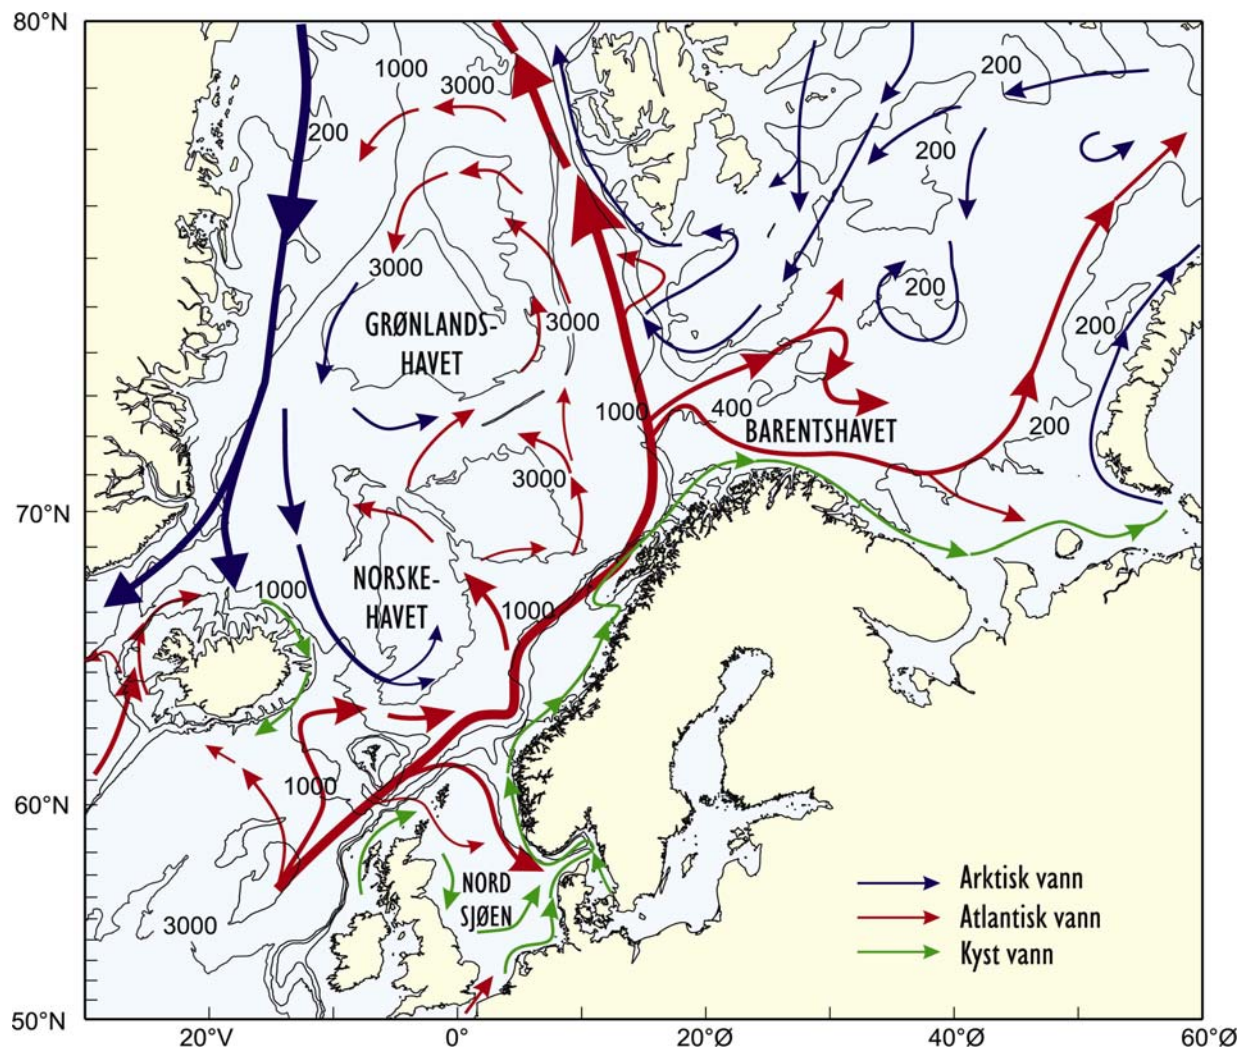 80°N
1000
3000
200
200
200
3000
GRØNLANDS-
HAVET
3000
200
200
1000
400
BARENTSHAVET
200
3000
70°N
NORSKE-
HAVET
1000
1000
1000
60°N
NORD
SJØEN
3000
Arktisk vann
Atlantisk vann
Kyst vann
50°N
20°V
0°
20°Ø
40°Ø
60°Ø